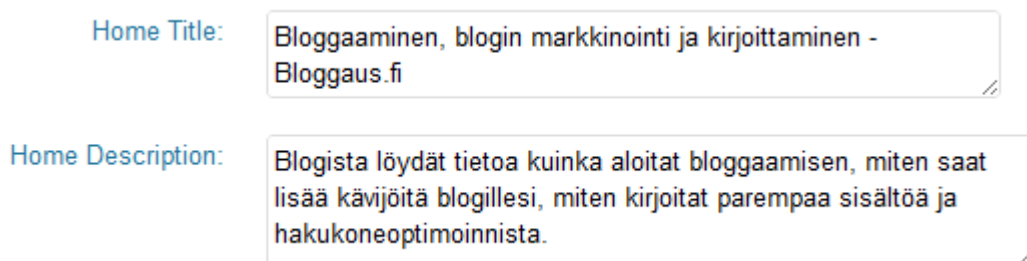 Home Title:
Bloggaaminen, blogin markkinointi ja kirjoittaminen -
Bloggaus.fi
Home Description:
Blogista löydät tietoa kuinka aloitat bloggaamisen, miten saat
lisää kävijöitä blogillesi, miten kirjoitat parempaa sisältöä ja
hakukoneoptimoinnista.